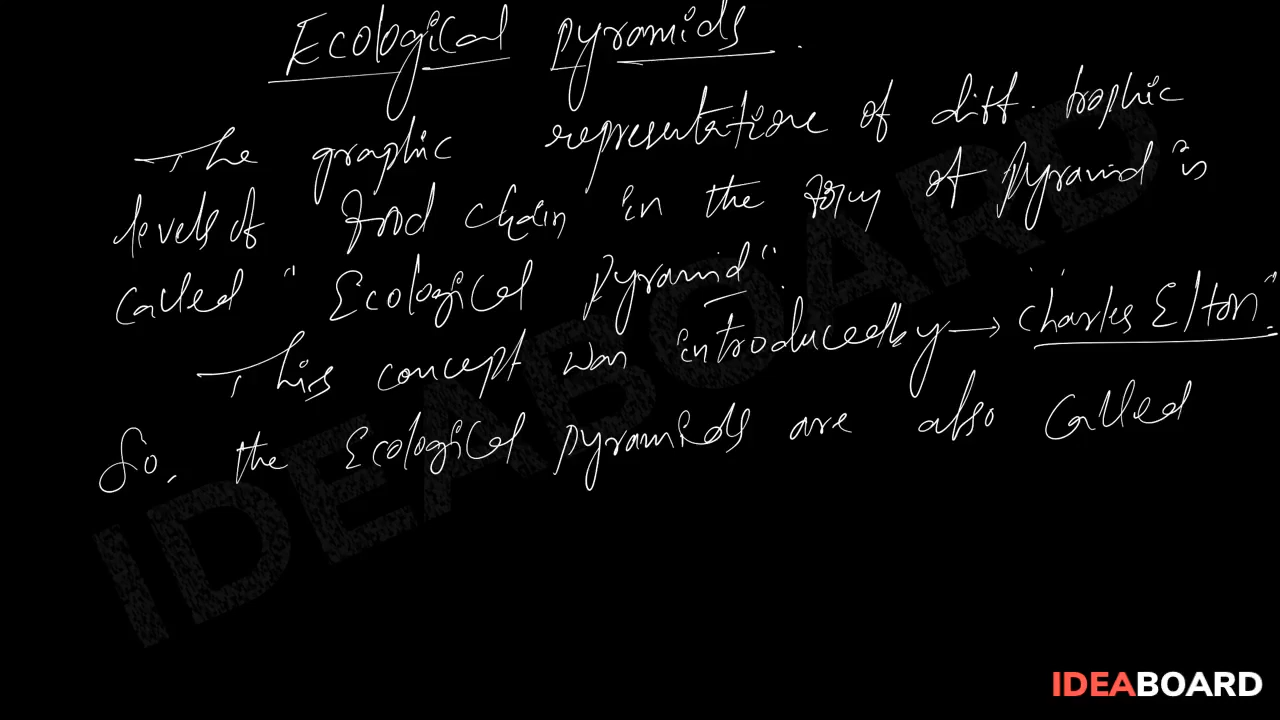 Ecological pyramids.
The graphic representation of diff. trophic
levels of food chain in the form of "pyramid" is
called "Ecological Pyramid".
This concept was introduced by → "Charles Elton".
So, the Ecological pyramids are also called
IDEABOARD
IDEABOARD